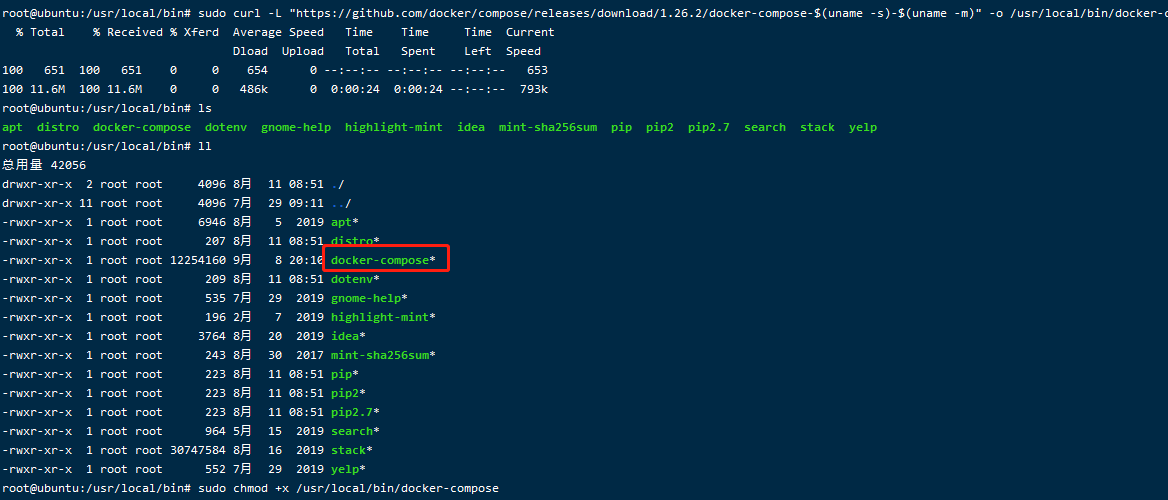 root@ubuntu:/usr/local/bin# sudo curl -L "https://github.com/docker/compose/releases/download/1.26.2/docker-compose-$(uname -s)-$(uname -m)" -o /usr/local/bin/docker-c
% Total % Received % Xferd Average Speed Time Time Time Current
Dload Upload Total Spent Left Speed
100 651 100 651 0 0 654 0 --:--:-- --:--:-- --:--:-- 653
100 11.6M 100 11.6M 0 0 486k 0 0:00:24 0:00:24 --:--:-- 793k
root@ubuntu:/usr/local/bin# ls
apt distro docker-compose dotenv gnome-help highlight-mint idea mint-sha256sum pip pip2 pip2.7 search stack yelp
root@ubuntu:/usr/local/bin# ll
总用量 42056
drwxr-xr-x 2 root root 4096 8月 11 08:51 ./
drwxr-xr-x 11 root root 4096 7月 29 09:11 ../
-rwxr-xr-x 1 root root 6946 8月 5 2019 apt*
-rwxr-xr-x 1 root root 207 8月 11 08:51 distro*
-rwxr-xr-x 1 root root 12254160 9月 8 20:10 docker-compose*
-rwxr-xr-x 1 root root 209 8月 11 08:51 dotenv*
-rwxr-xr-x 1 root root 535 7月 29 2019 gnome-help*
-rwxr-xr-x 1 root root 196 2月 7 2019 highlight-mint*
-rwxr-xr-x 1 root root 3764 8月 20 2019 idea*
-rwxr-xr-x 1 root root 243 8月 30 2017 mint-sha256sum*
-rwxr-xr-x 1 root root 223 8月 11 08:51 pip*
-rwxr-xr-x 1 root root 223 8月 11 08:51 pip2*
-rwxr-xr-x 1 root root 223 8月 11 08:51 pip2.7*
-rwxr-xr-x 1 root root 964 5月 15 2019 search*
-rwxr-xr-x 1 root root 30747584 8月 16 2019 stack*
-rwxr-xr-x 1 root root 552 7月 29 2019 yelp*
root@ubuntu:/usr/local/bin# sudo chmod +x /usr/local/bin/docker-compose